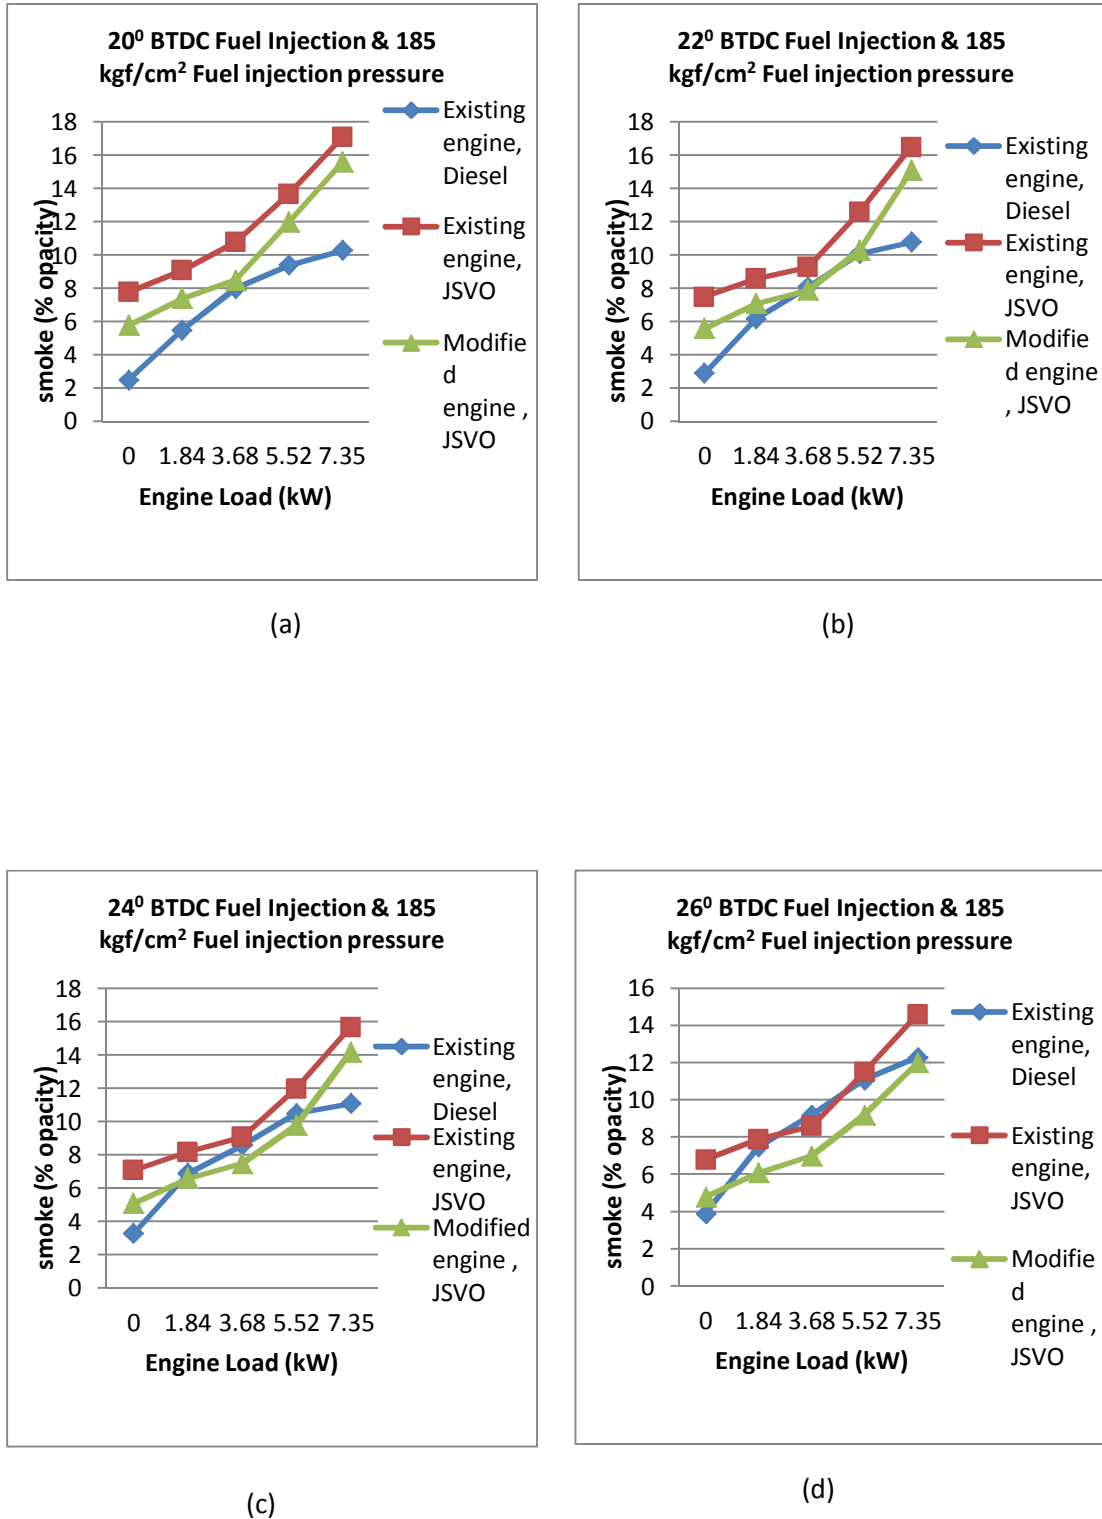 20⁰ BTDC Fuel Injection & 185
kgf/cm² Fuel injection pressure
18
16
14
12
10
8
6
4
2
0
smoke (% opacity)
0 1.84 3.68 5.52 7.35
Engine Load (kW)
Existing
engine,
Diesel
Existing
engine,
JSVO
Modifie
d
engine ,
JSVO
(a)
22⁰ BTDC Fuel Injection & 185
kgf/cm² Fuel injection pressure
18
16
14
12
10
8
6
4
2
0
smoke (% opacity)
0 1.84 3.68 5.52 7.35
Engine Load (kW)
Existing
engine,
Diesel
Existing
engine,
JSVO
Modifie
d engine
, JSVO
(b)
24⁰ BTDC Fuel Injection & 185
kgf/cm² Fuel injection pressure
18
16
14
12
10
8
6
4
2
0
smoke (% opacity)
0 1.84 3.68 5.52 7.35
Engine Load (kW)
Existing
engine,
Diesel
Existing
engine,
JSVO
Modified
engine ,
JSVO
(c)
26⁰ BTDC Fuel Injection & 185
kgf/cm² Fuel injection pressure
16
14
12
10
8
6
4
2
0
smoke (% opacity)
0 1.84 3.68 5.52 7.35
Engine Load (kW)
Existing
engine,
Diesel
Existing
engine,
JSVO
Modifie
d
engine ,
JSVO
(d)